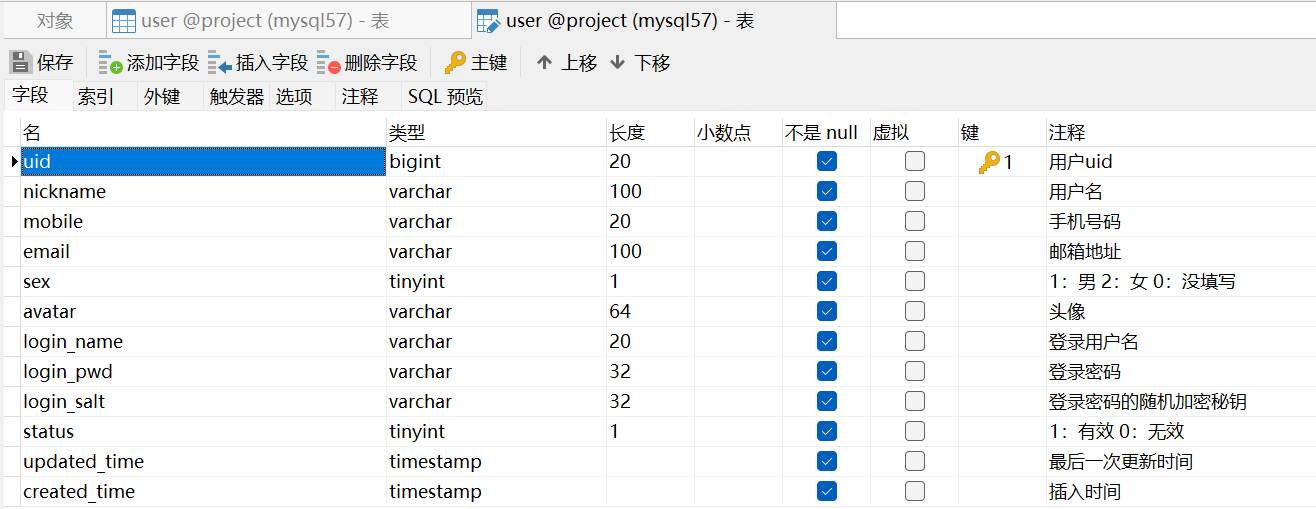 对象 user @project (mysql57) - 表 user @project (mysql57) - 表
保存 添加字段 插入字段 删除字段 主键 上移 下移
字段 索引 外键 触发器 选项 注释 SQL 预览
名 类型 长度 小数点 不是 null 虚拟 键 注释
uid bigint 20 1 用户uid
nickname varchar 100 用户名
mobile varchar 20 手机号码
email varchar 100 邮箱地址
sex tinyint 1 1：男 2：女 0：没填写
avatar varchar 64 头像
login_name varchar 20 登录用户名
login_pwd varchar 32 登录密码
login_salt varchar 32 登录密码的随机加密秘钥
status tinyint 1 1：有效 0：无效
updated_time timestamp 最后一次更新时间
created_time timestamp 插入时间